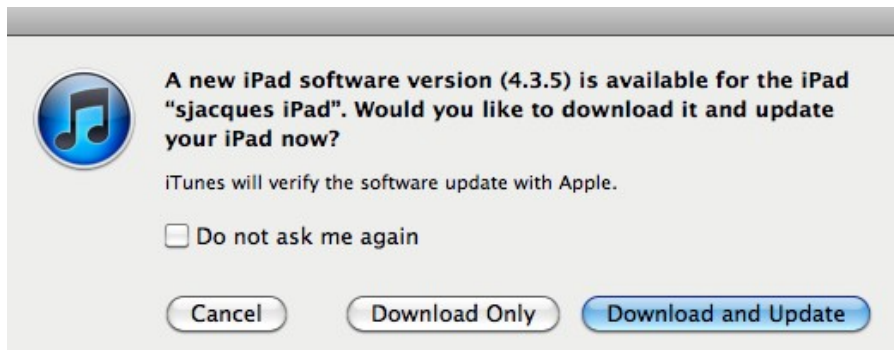 A new iPad software version (4.3.5) is available for the iPad
“sjacques iPad”. Would you like to download it and update
your iPad now?
iTunes will verify the software update with Apple.
Do not ask me again
Cancel Download Only Download and Update